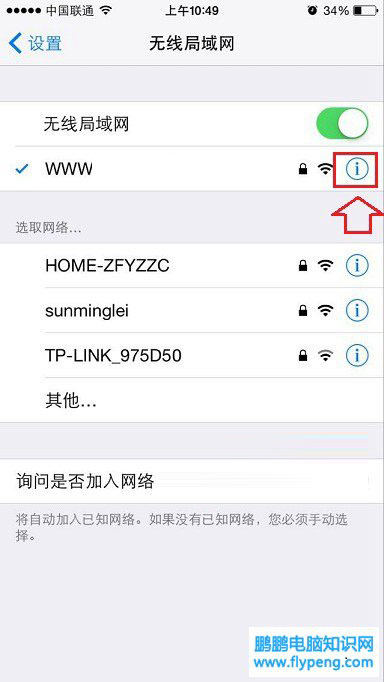 中国联通 上午10:49 34%
设置 无线局域网
无线局域网
WWW
选取网络...
HOME-ZFYZZC
sunminglei
TP-LINK_975D50
其他...
询问是否加入网络
将自动加入已知网络。如果没有已知网络，您必须手动选
择。
鹏鹏电脑知识网
www.flypeng.com